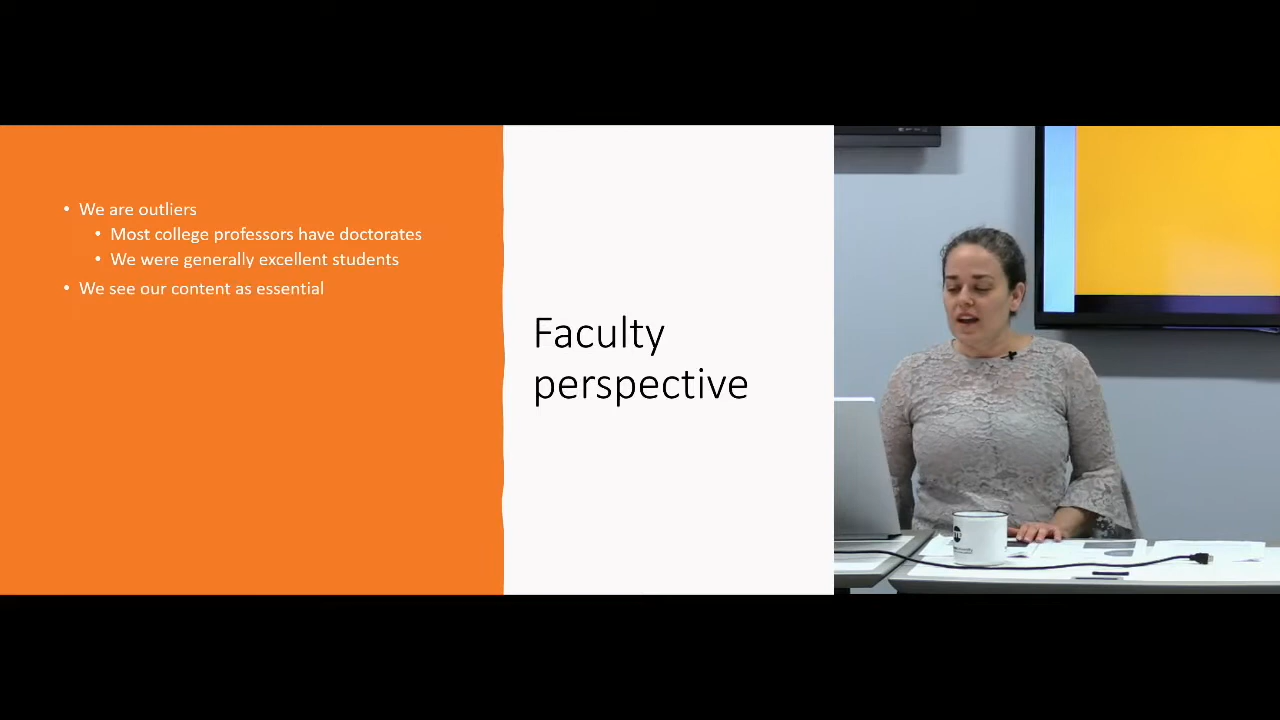 • We are outliers
• Most college professors have doctorates
• We were generally excellent students
• We see our content as essential
Faculty
perspective